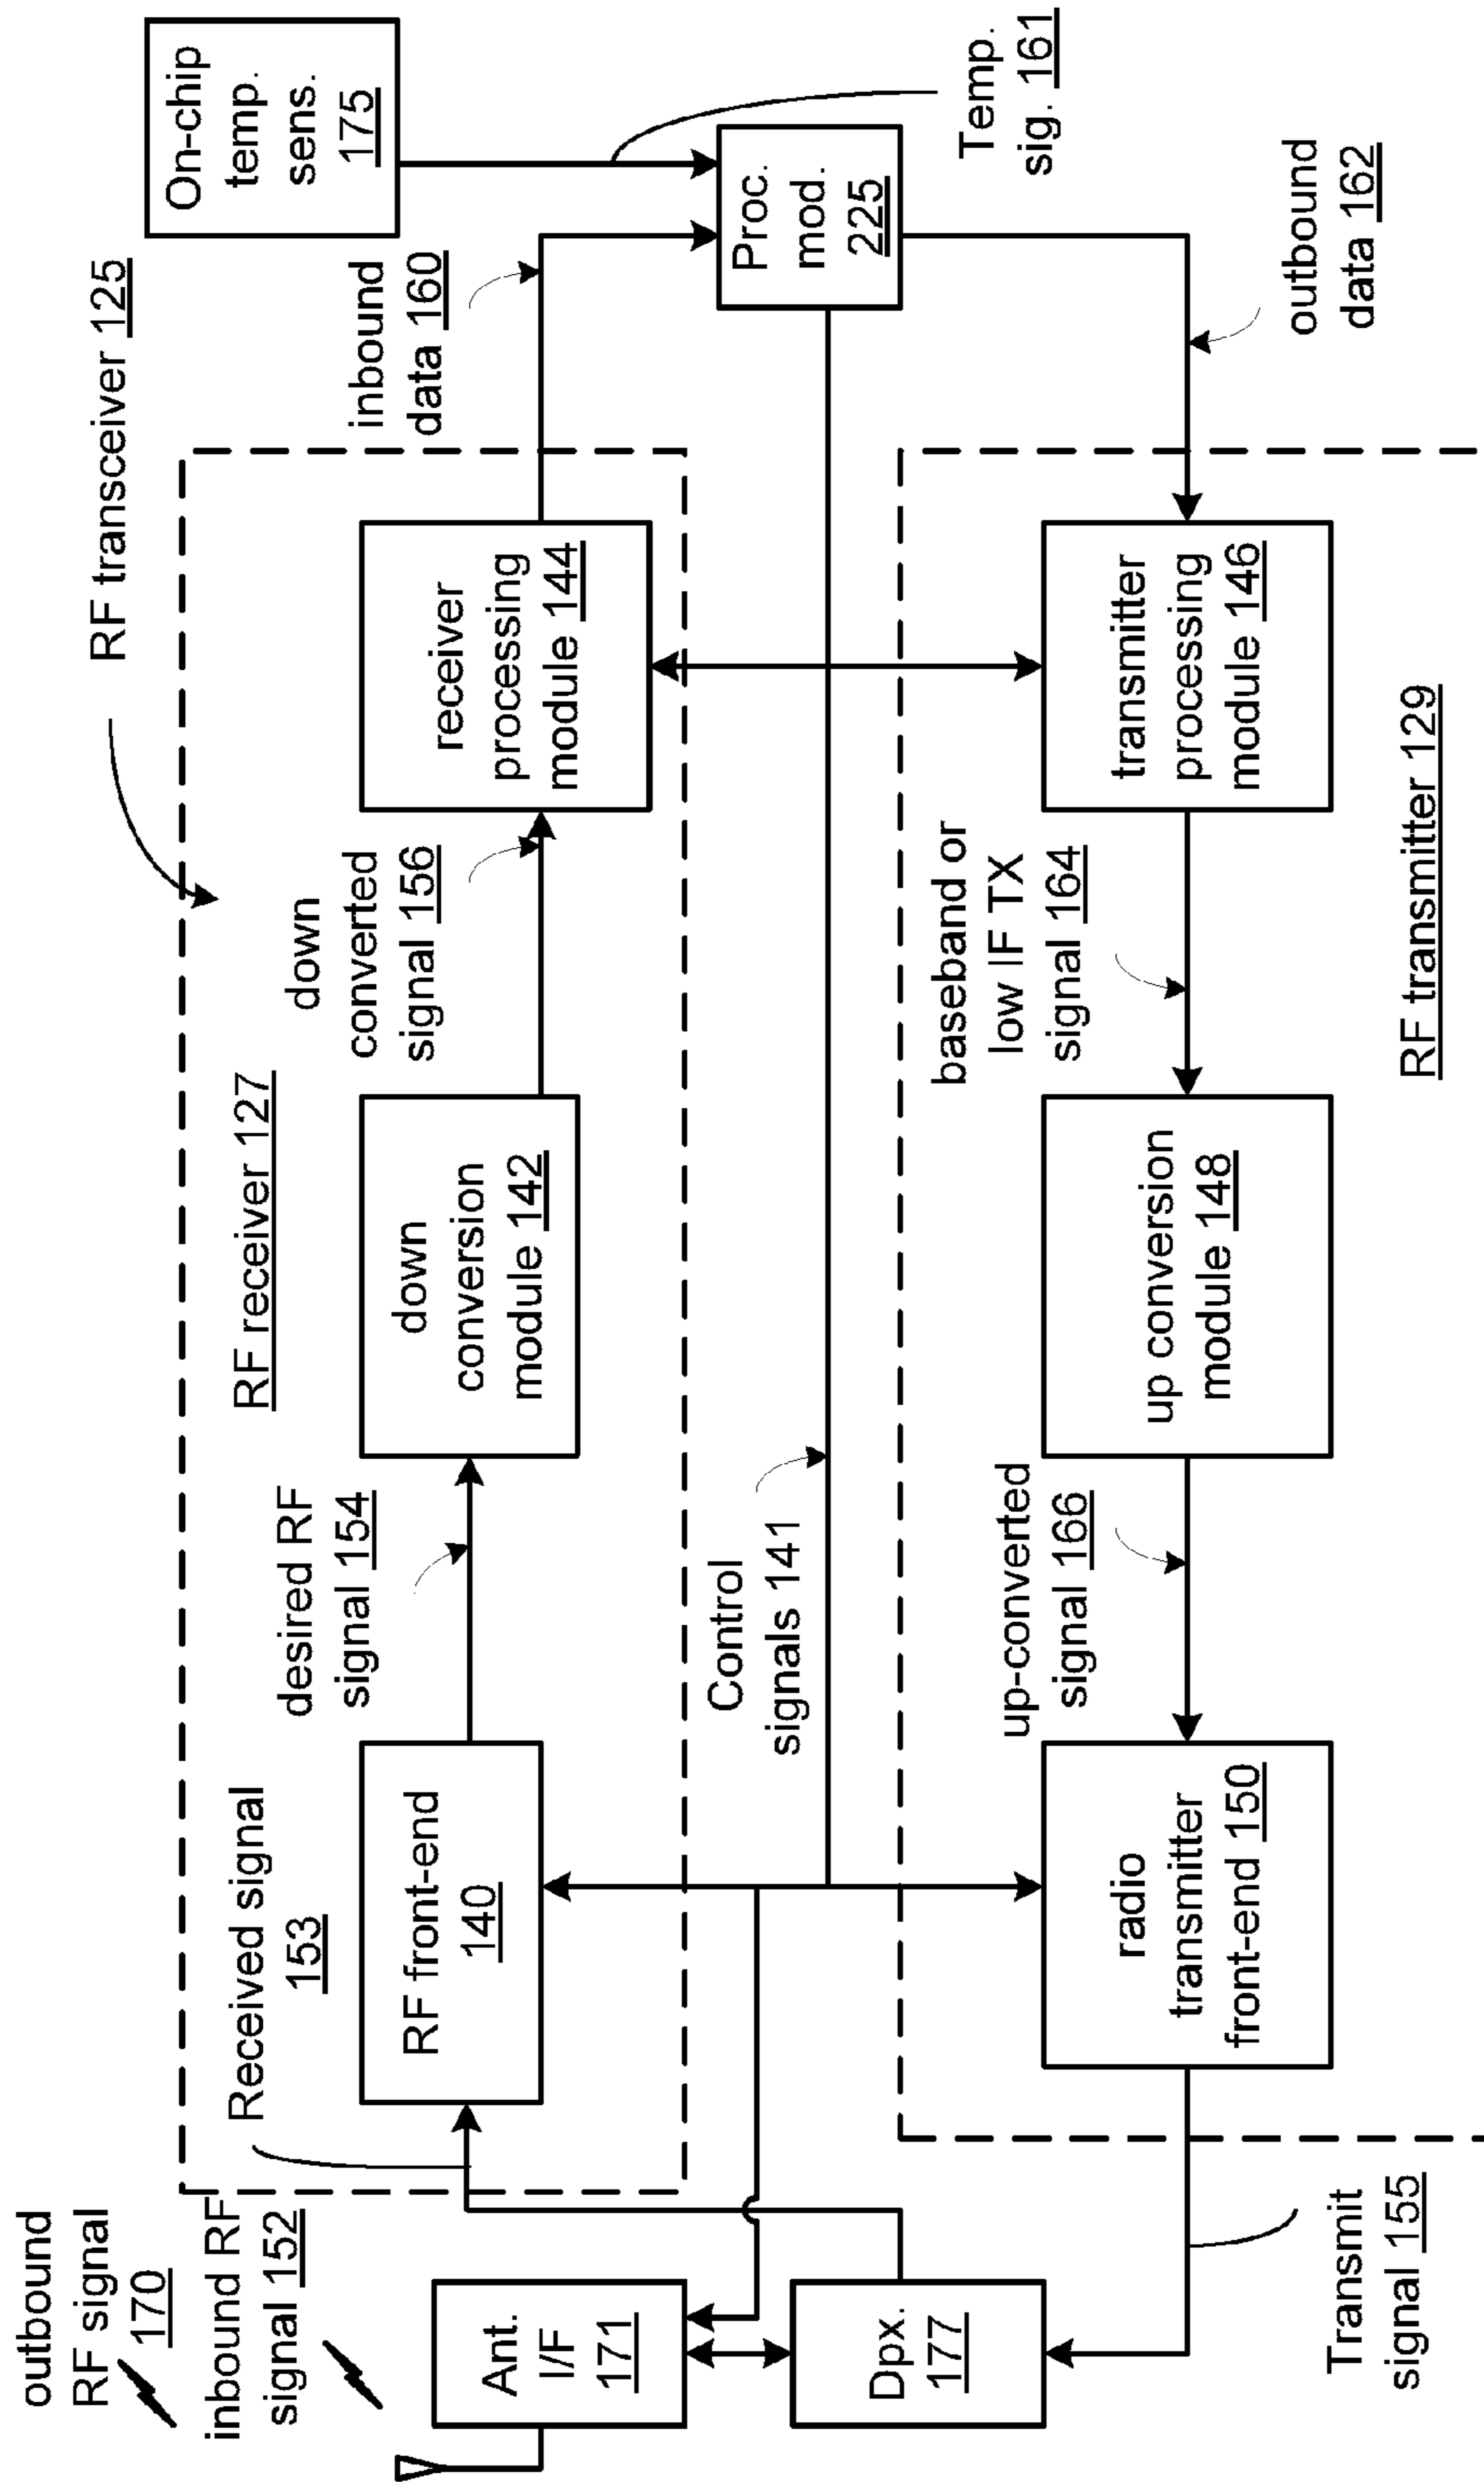 RF transceiver 125
On-chip
temp.
sens.
175
outbound
RF signal
170
inbound RF
signal 152
Received signal
153
RF receiver 127
desired RF
signal 154
down
converted
signal 156
inbound
data 160
Ant.
I/F
171
RF front-end
140
down
conversion
module 142
receiver
processing
module 144
Proc.
mod.
225
Temp.
sig. 161
Control
signals 141
Dpx.
177
up-converted
signal 166
baseband or
low IF TX
signal 164
outbound
data 162
radio
transmitter
front-end 150
up conversion
module 148
transmitter
processing
module 146
Transmit
signal 155
RF transmitter 129